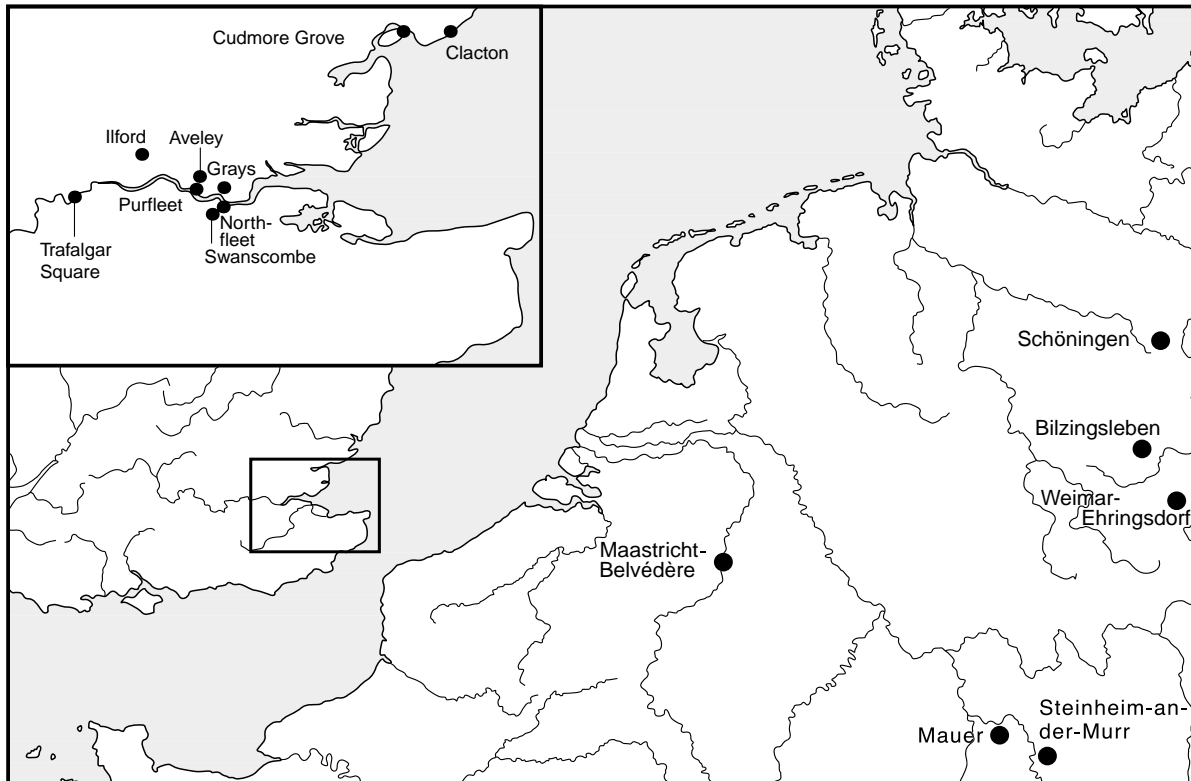 Cudmore Grove
Clacton
Ilford
Aveley
Grays
Purfleet
North-
fleet
Swanscombe
Trafalgar
Square
Schöningen
Bilzingsleben
Weimar-
Ehringsdorf
Maastricht-
Belvédère
Steinheim-an-
der-Murr
Mauer